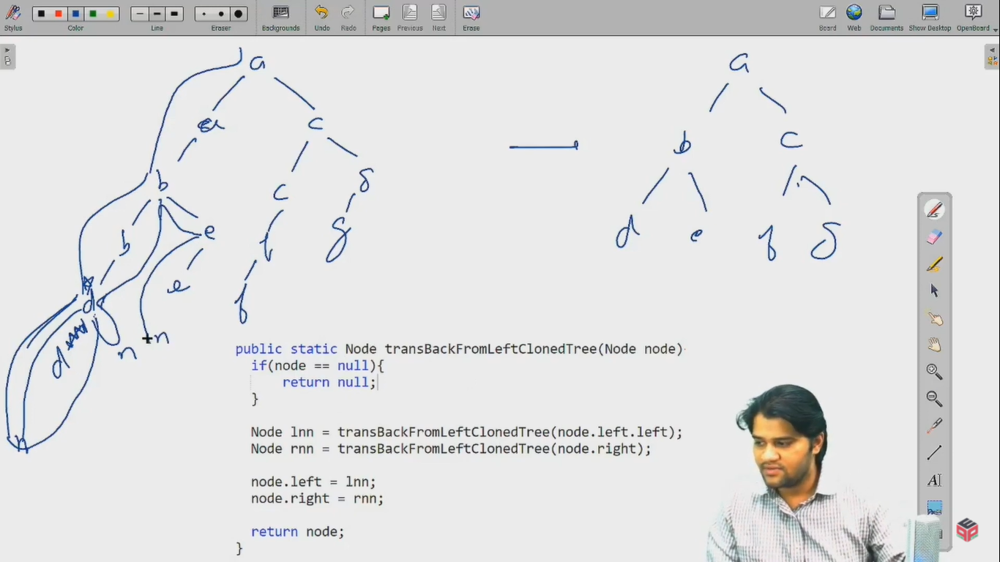 Stylus
Color
Line
Eraser
Backgrounds
Undo
Redo
Pages
Previous
Next
Erase
Board
Web
Documents
Show Desktop
OpenBoard
B
a
a
a c
b c
b c g
b e
d e f g
d e f g
e
d f
d n n
n
public static Node transBackFromLeftClonedTree(Node node)
if(node == null){
return null;
}
Node lnn = transBackFromLeftClonedTree(node.left.left);
Node rnn = transBackFromLeftClonedTree(node.right);
node.left = lnn;
node.right = rnn;
return node;
}
AI